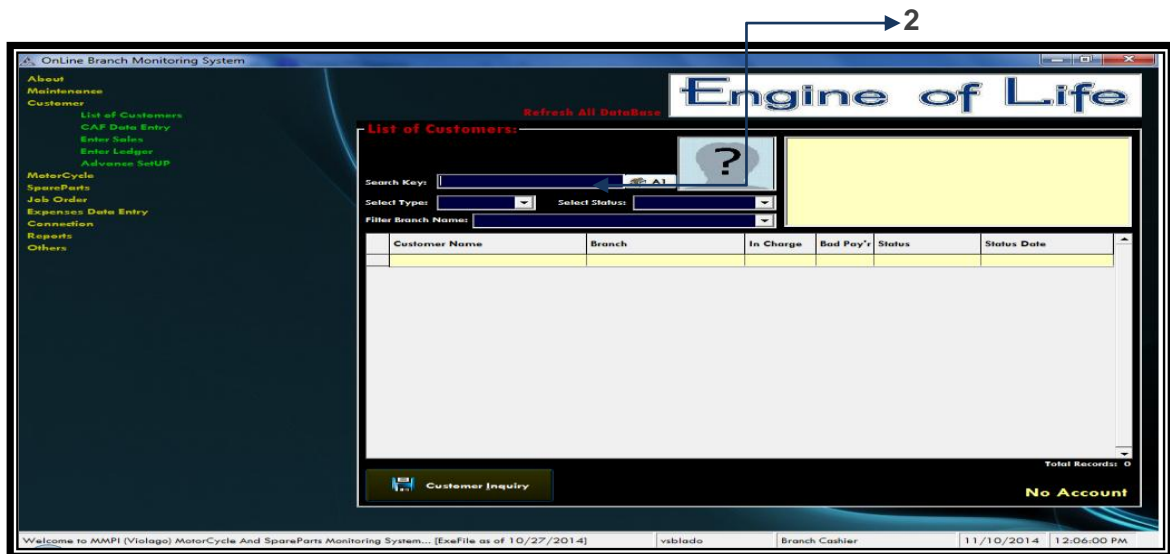 2
OnLine Branch Monitoring System
About
Maintenance
Customer
List of Customers
CAF Data Entry
Enter Sales
Enter Ledger
Advance SetUP
MotorCycle
SpareParts
Job Order
Expenses Data Entry
Connection
Reports
Others
Engine of Life
Refresh All DataBase
List of Customers:
?
Search Key: A1
Select Type: Select Status:
Filter Branch Name:
Customer Name Branch In Charge Bad Pay'r Status Status Date
Total Records: 0
Customer Inquiry
No Account
Welcome to MMPI (Violago) MotorCycle And SpareParts Monitoring System... [ExeFile as of 10/27/2014] vsblado Branch Cashier 11/10/2014 12:06:00 PM